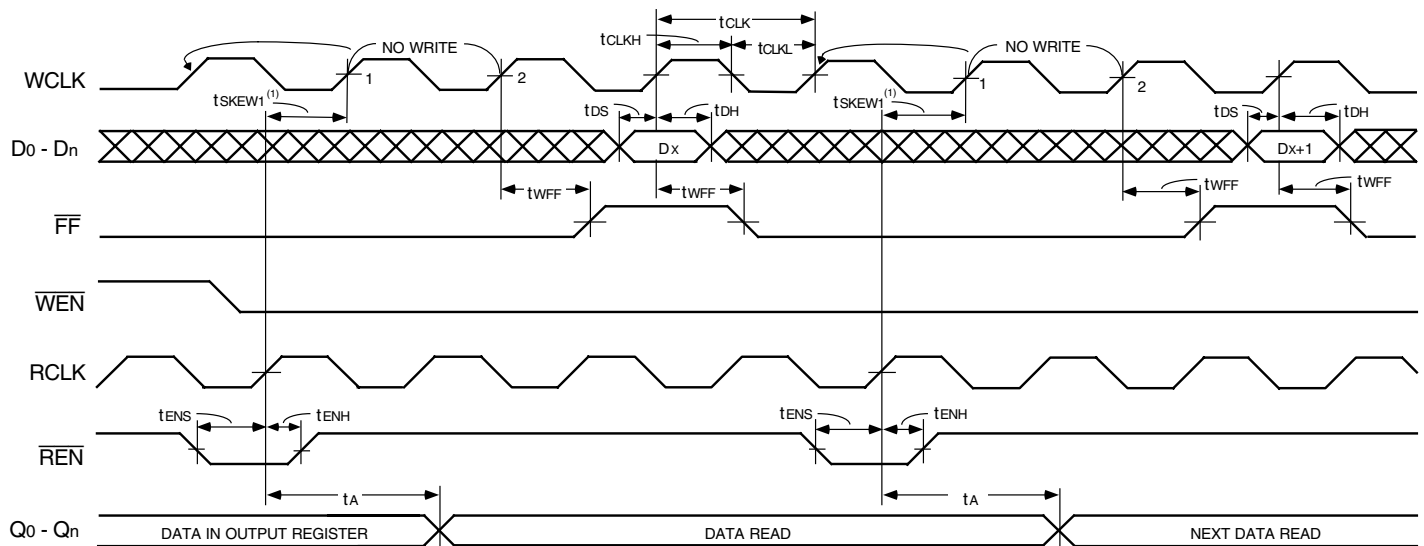 tCLK
tCLKH
tCLKL
NO WRITE
NO WRITE
WCLK
1
2
1
2
tSKEW1(1)
tDS
tDH
tSKEW1(1)
tDS
tDH
D0 - Dn
Dx
Dx+1
tWFF
tWFF
tWFF
tWFF
FF
WEN
RCLK
tENS
tENH
tENS
tENH
REN
tA
tA
Q0 - Qn
DATA IN OUTPUT REGISTER
DATA READ
NEXT DATA READ